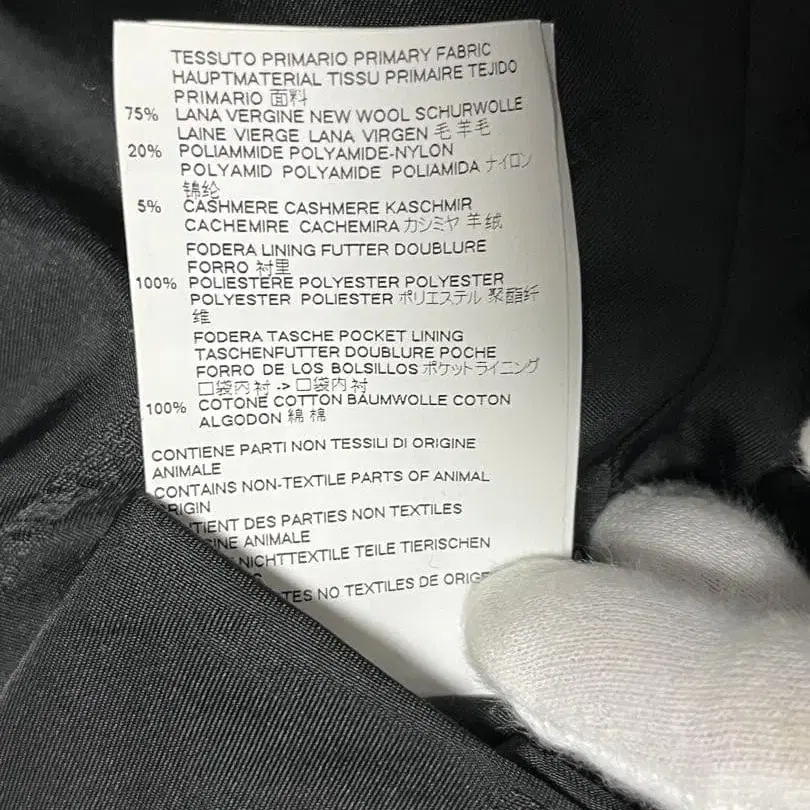 TESSUTO PRIMARIO PRIMARY FABRIC
HAUPTMATERIAL TISSU PRIMAIRE TEJIDO
PRIMARIO 面料
75% LANA VERGINE NEW WOOL SCHURWOLLE
LAINE VIERGE LANA VIRGEN 毛 羊毛
20% POLIAMMIDE POLYAMIDE-NYLON
POLYAMID POLYAMIDE POLIAMIDA ナイロン
锦纶
5% CASHMERE CASHMERE KASCHMIR
CACHEMIRE CACHEMIRA カシミヤ 羊绒
FODERA LINING FUTTER DOUBLURE
FORRO 衬里
100% POLIESTERE POLYESTER POLYESTER
POLYESTER POLIESTER ポリエステル 聚酯纤
维
FODERA TASCHE POCKET LINING
TASCHENFUTTER DOUBLURE POCHE
FORRO DE LOS BOLSILLOS ポケットライニング
口袋内衬 -> 口袋内衬
100% COTONE COTTON BAUMWOLLE COTON
ALGODON 綿 棉
CONTIENE PARTI NON TESSILI DI ORIGINE
ANIMALE
CONTAINS NON-TEXTILE PARTS OF ANIMAL
RIGIN
TIENT DES PARTIES NON TEXTILES
INE ANIMALE
NICHTTEXTILE TEILE TIERISCHEN
TES NO TEXTILES DE ORIGE